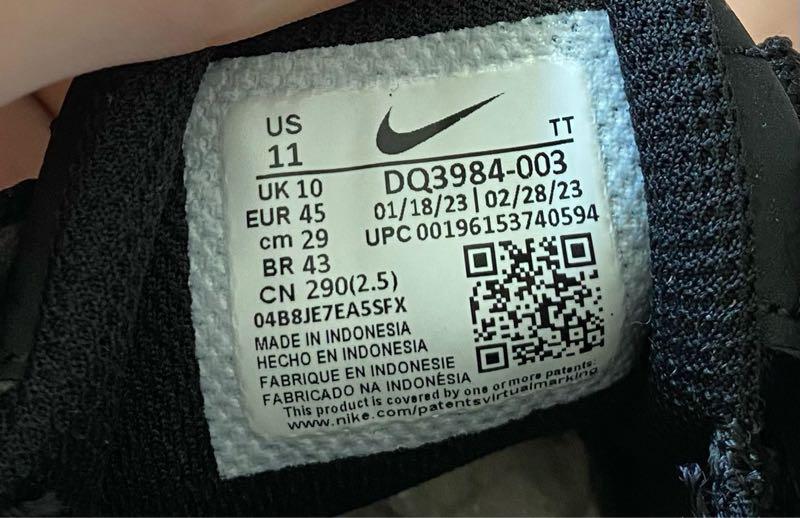 US
11
TT
UK 10
DQ3984-003
EUR 45
01/18/23 | 02/28/23
cm 29
UPC 00196153740594
BR 43
CN 290(2.5)
04B8JE7EA5SFX
MADE IN INDONESIA
HECHO EN INDONESIA
FABRIQUE EN INDONESIE
FABRICADO NA INDONÉSIA
This product is covered by one or more patents:
www.nike.com/patentsvirtualmarking